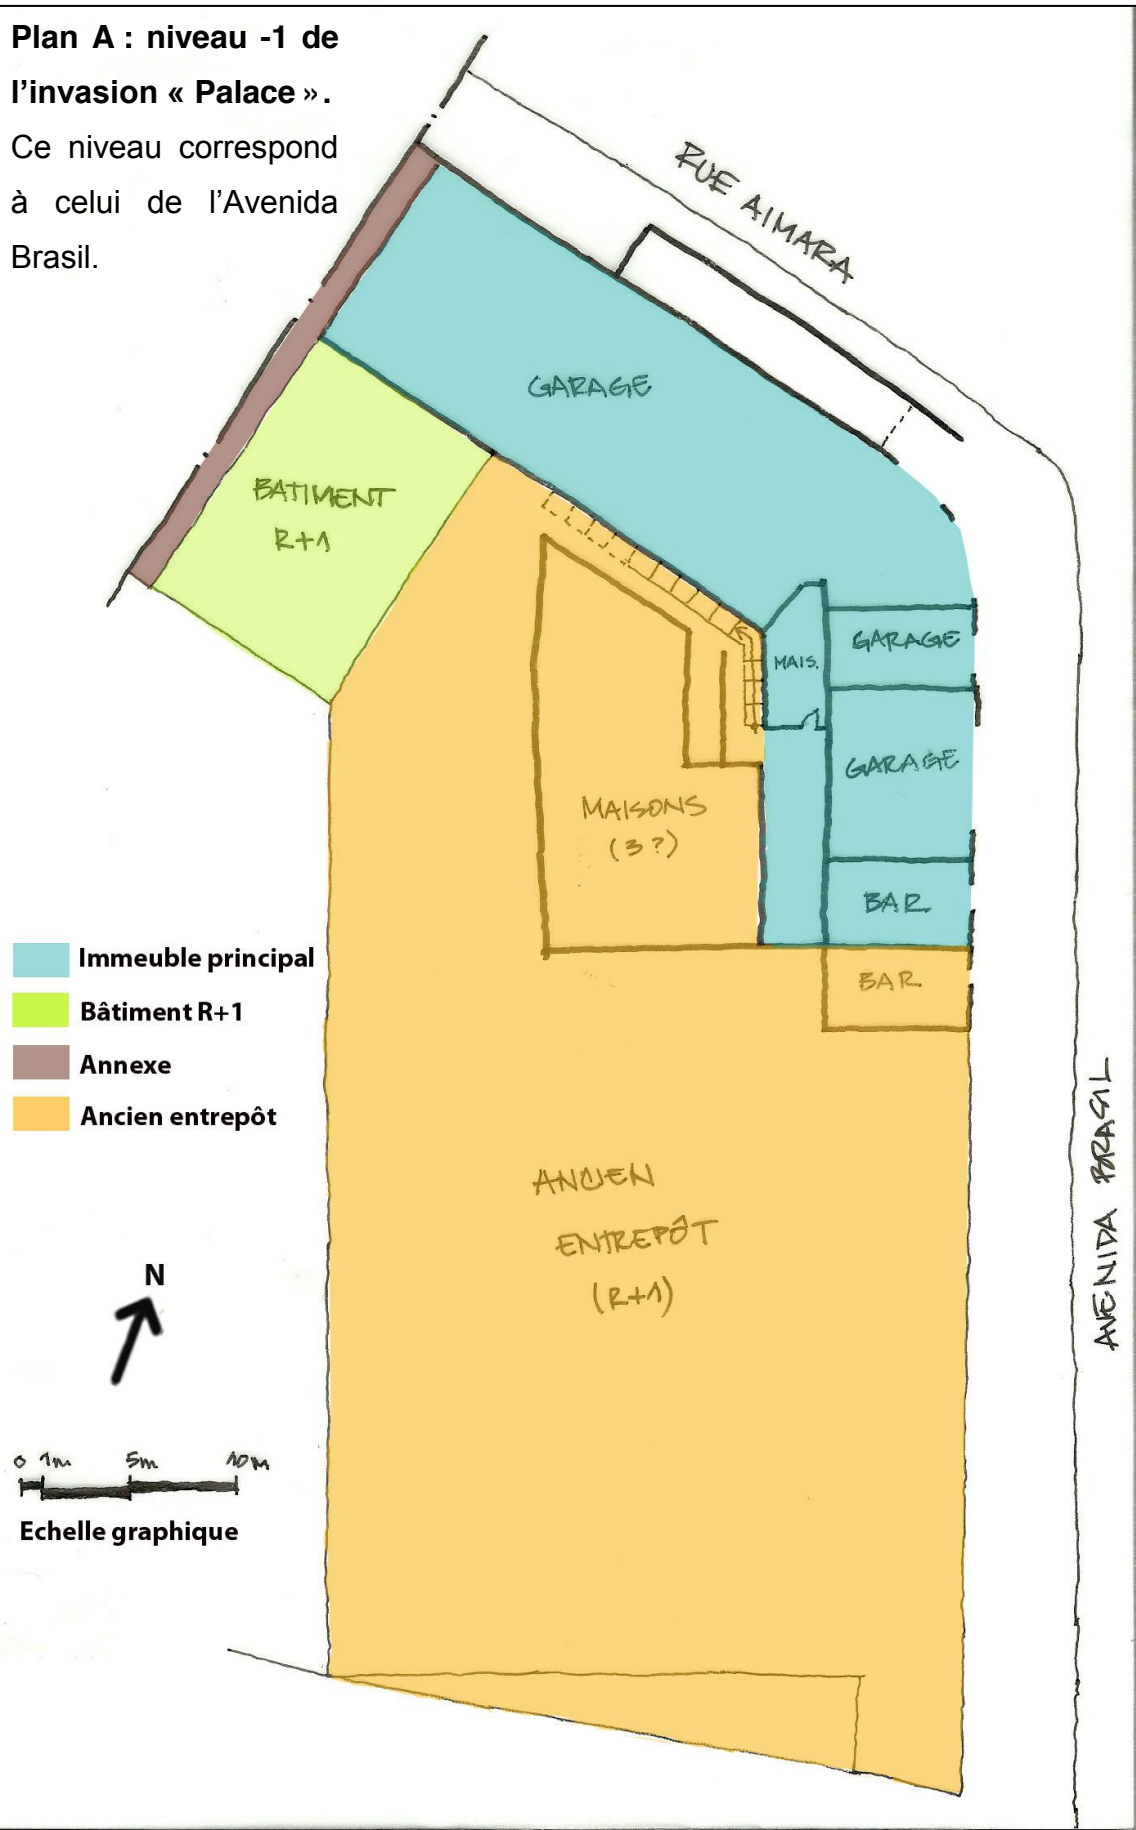 Plan A : niveau -1 de
l'invasion « Palace ».
Ce niveau correspond
à celui de l'Avenida
Brasil.
RUE AIMARA
GARAGE
BATIMENT
R+1
MAIS.
GARAGE
GARAGE
MAISONS
(3?)
BAR
BAR
Immeuble principal
Bâtiment R+1
Annexe
Ancien entrepôt
ANCIEN
ENTREPÔT
(R+1)
AVENIDA BRASIL
N
0 1m 5m 10m
Echelle graphique